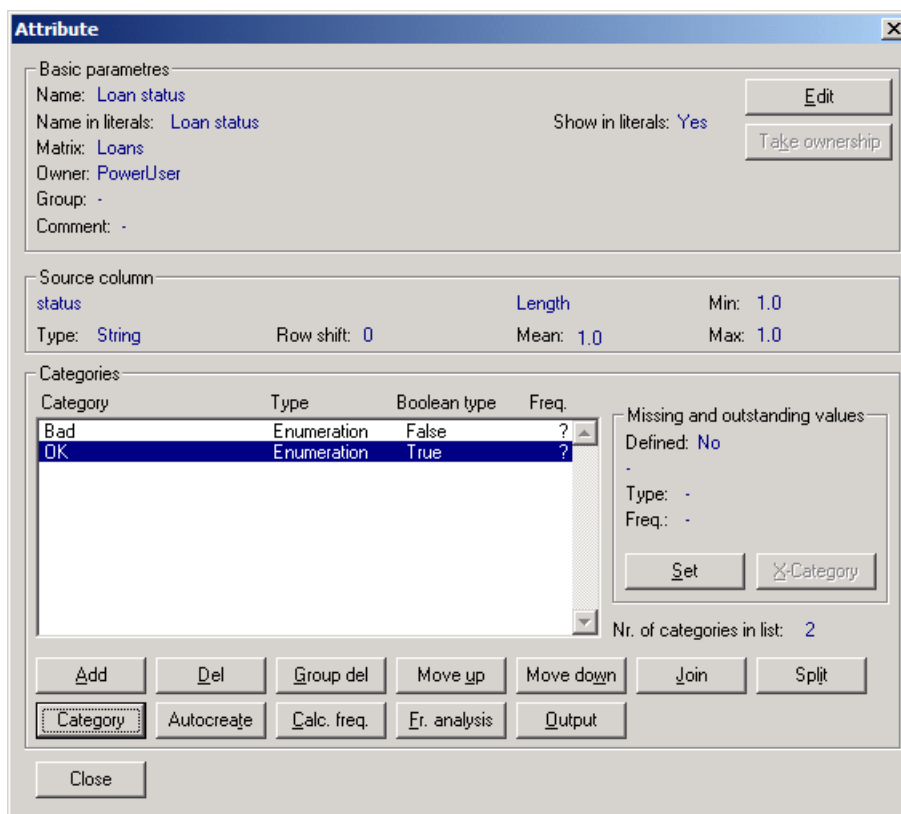 Attribute
Basic parametres
Name: Loan status
Edit
Name in literals: Loan status Show in literals: Yes
Take ownership
Matrix: Loans
Owner: PowerUser
Group: -
Comment: -
Source column
status Length Min: 1.0
Type: String Row shift: 0 Mean: 1.0 Max: 1.0
Categories
Category Type Boolean type Freq.
Bad Enumeration False ?
OK Enumeration True ?
Missing and outstanding values
Defined: No
-
Type: -
Freq.: -
Set X-Category
Nr. of categories in list: 2
Add Del Group del Move up Move down Join Split
Category Autocreate Calc. freq. Fr. analysis Output
Close